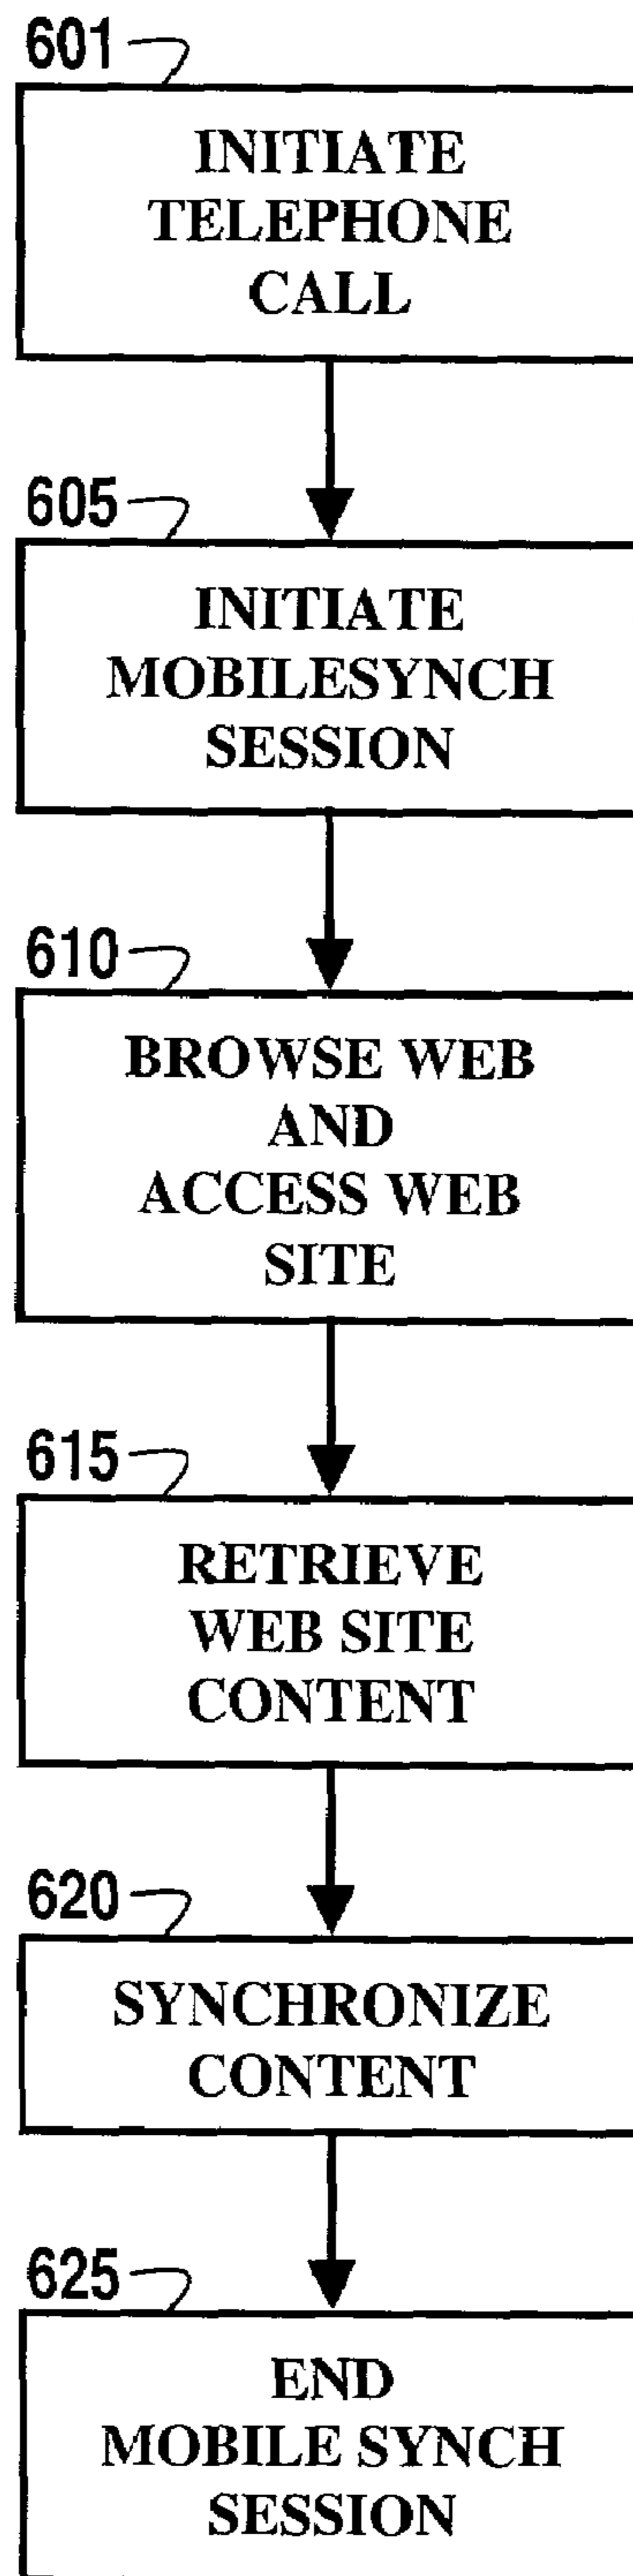 601
INITIATE
TELEPHONE
CALL
605
INITIATE
MOBILESYNCH
SESSION
610
BROWSE WEB
AND
ACCESS WEB
SITE
615
RETRIEVE
WEB SITE
CONTENT
620
SYNCHRONIZE
CONTENT
625
END
MOBILE SYNCH
SESSION